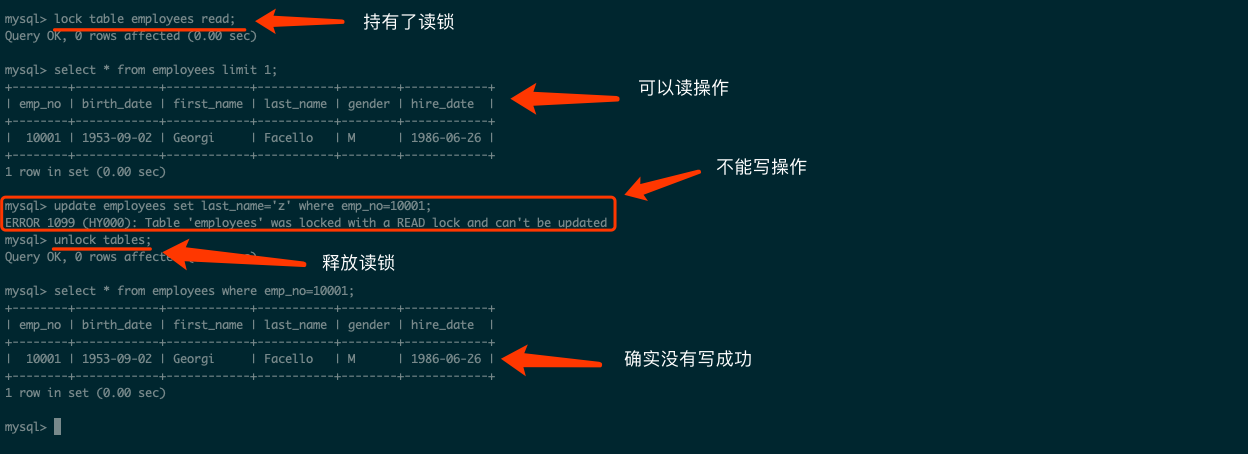 mysql> lock table employees read;
持有了读锁
Query OK, 0 rows affected (0.00 sec)
mysql> select * from employees limit 1;
+--------+------------+------------+-----------+--------+------------+
可以读操作
| emp_no | birth_date | first_name | last_name | gender | hire_date  |
+--------+------------+------------+-----------+--------+------------+
|  10001 | 1953-09-02 | Georgi     | Facello   | M      | 1986-06-26 |
+--------+------------+------------+-----------+--------+------------+
1 row in set (0.00 sec)
不能写操作
mysql> update employees set last_name='z' where emp_no=10001;
ERROR 1099 (HY000): Table 'employees' was locked with a READ lock and can't be updated
mysql> unlock tables;
Query OK, 0 rows affecte
释放读锁
mysql> select * from employees where emp_no=10001;
+--------+------------+------------+-----------+--------+------------+
| emp_no | birth_date | first_name | last_name | gender | hire_date  |
+--------+------------+------------+-----------+--------+------------+
|  10001 | 1953-09-02 | Georgi     | Facello   | M      | 1986-06-26 |
确实没有写成功
+--------+------------+------------+-----------+--------+------------+
1 row in set (0.00 sec)
mysql>